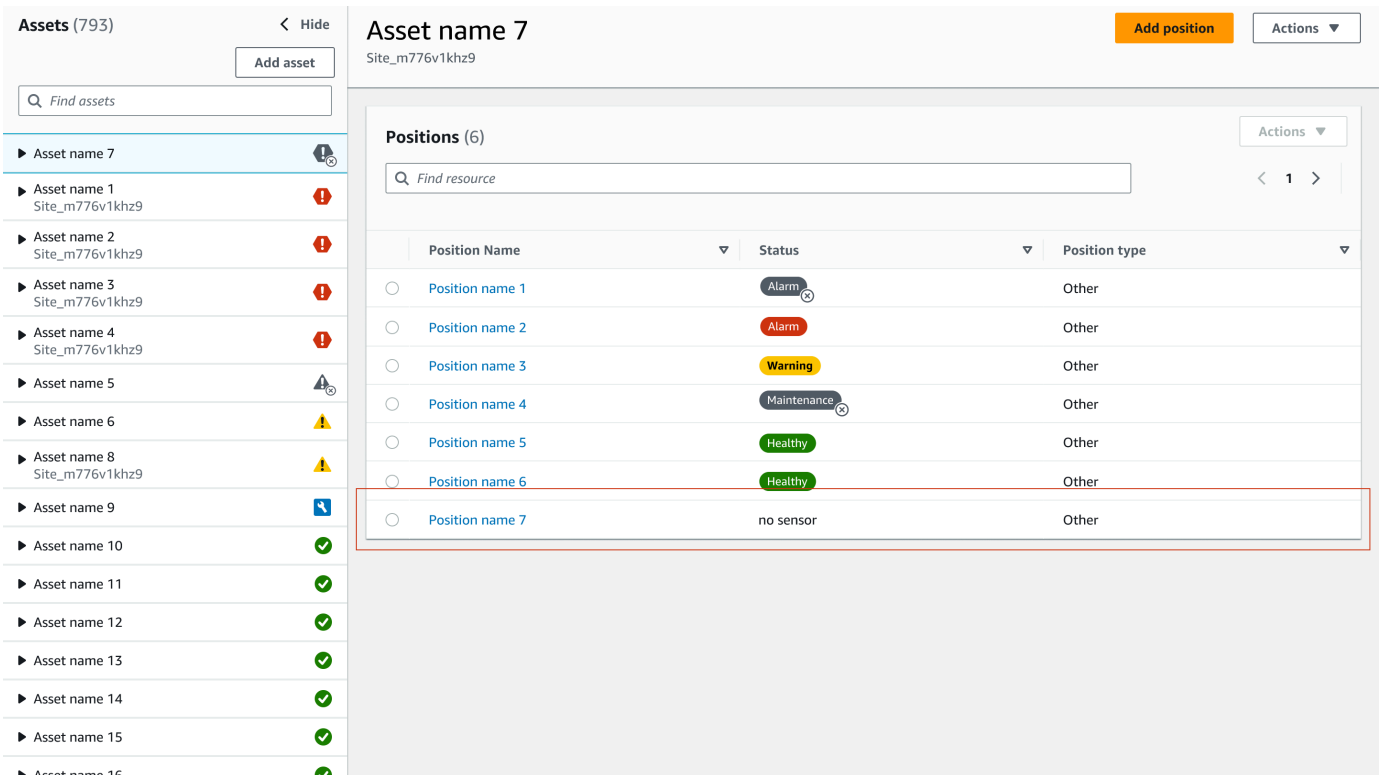 Assets (793)
Hide
Add asset
Find assets
Asset name 7
Asset name 1
Site_m776v1khz9
Asset name 2
Site_m776v1khz9
Asset name 3
Site_m776v1khz9
Asset name 4
Site_m776v1khz9
Asset name 5
Asset name 6
Asset name 8
Site_m776v1khz9
Asset name 9
Asset name 10
Asset name 11
Asset name 12
Asset name 13
Asset name 14
Asset name 15
Asset name 16
Asset name 7
Site_m776v1khz9
Add position
Actions
Positions (6)
Actions
Find resource
1
Position Name Status Position type
Position name 1 Alarm Other
Position name 2 Alarm Other
Position name 3 Warning Other
Position name 4 Maintenance Other
Position name 5 Healthy Other
Position name 6 Healthy Other
Position name 7 no sensor Other